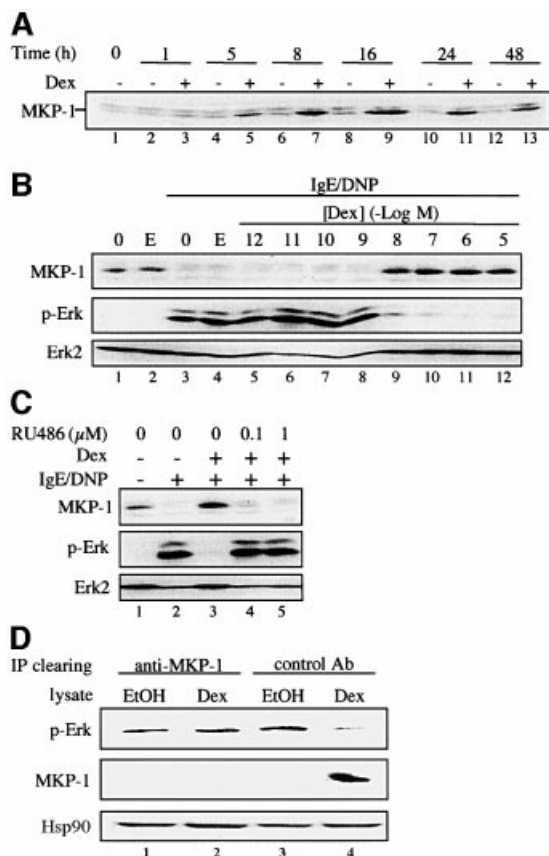 A
Time (h) 0 1 5 8 16 24 48
Dex - - + - + - + - + - + - +
MKP-1
1 2 3 4 5 6 7 8 9 10 11 12 13
B
IgE/DNP
[Dex] (-Log M)
0 E 0 E 12 11 10 9 8 7 6 5
MKP-1
p-Erk
Erk2
1 2 3 4 5 6 7 8 9 10 11 12
C
RU486 (µM) 0 0 0 0.1 1
Dex - - + + +
IgE/DNP - + + + +
MKP-1
p-Erk
Erk2
1 2 3 4 5
D
IP clearing anti-MKP-1 control Ab
lysate EtOH Dex EtOH Dex
p-Erk
MKP-1
Hsp90
1 2 3 4